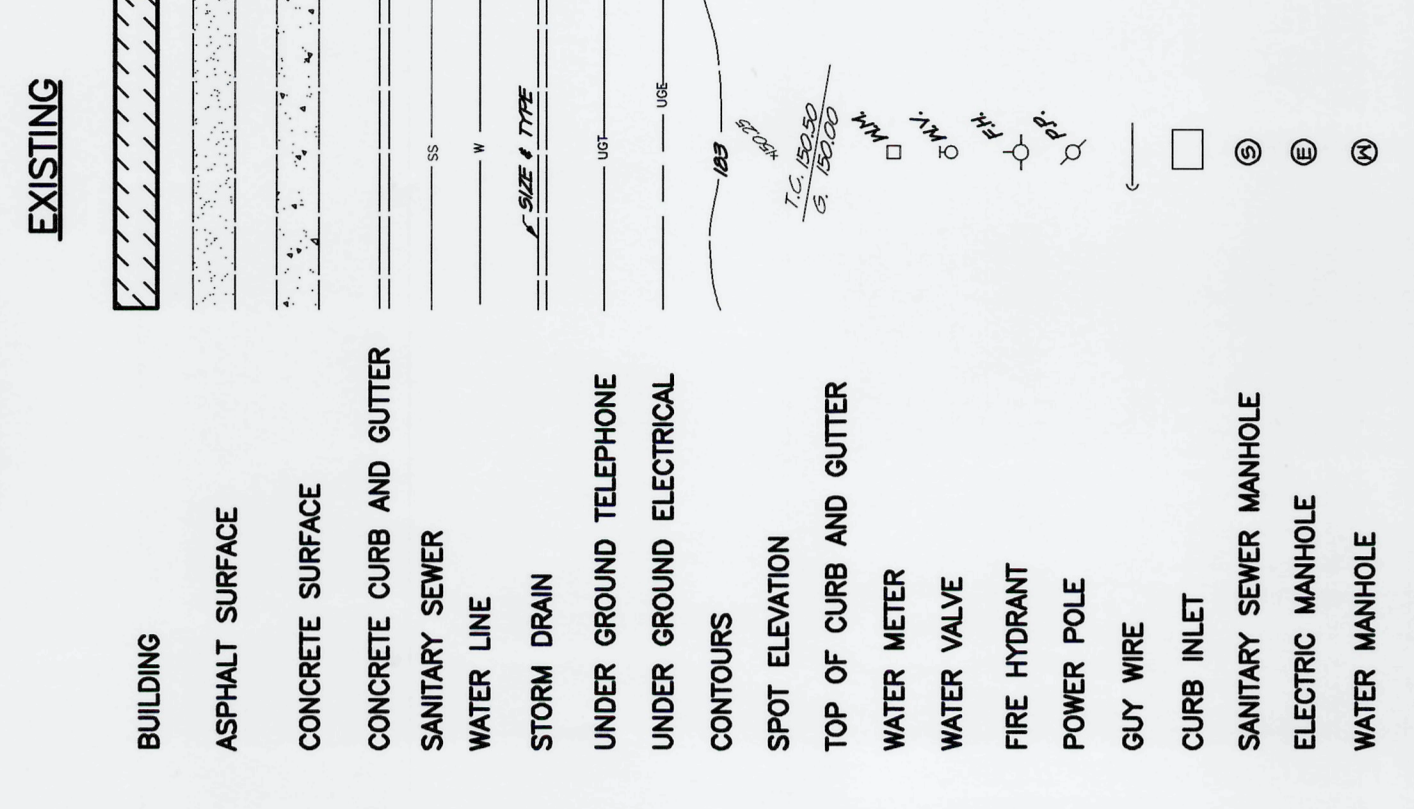 EXISTING
BUILDING
ASPHALT SURFACE
CONCRETE SURFACE
CONCRETE CURB AND GUTTER
SANITARY SEWER SS
WATER LINE W
STORM DRAIN SIZE & TYPE
UNDER GROUND TELEPHONE UGT
UNDER GROUND ELECTRICAL UGE
CONTOURS 183
SPOT ELEVATION
TOP OF CURB AND GUTTER T.C. 150.50
G. 150.00
WATER METER W.M.
WATER VALVE W.V.
FIRE HYDRANT F.H.
POWER POLE P.P.
GUY WIRE
CURB INLET
SANITARY SEWER MANHOLE S
ELECTRIC MANHOLE E
WATER MANHOLE W